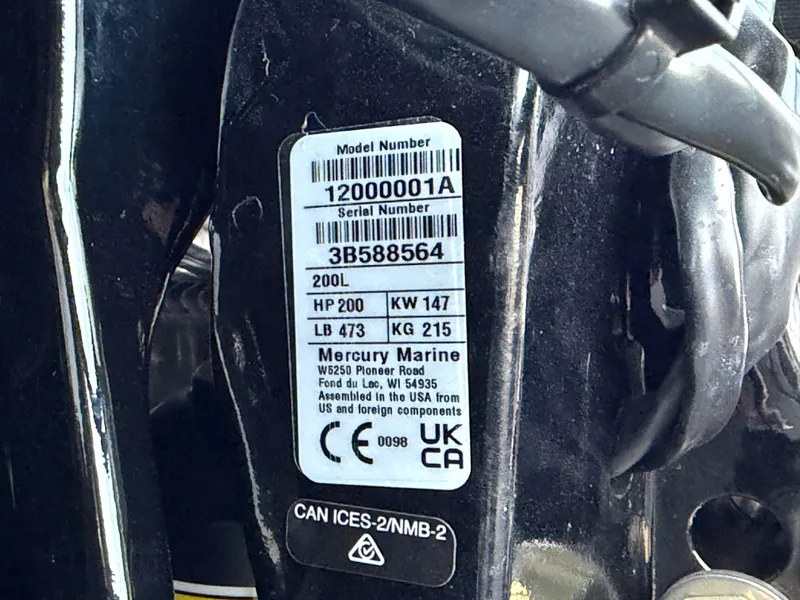 Model Number
12000001A
Serial Number
3B588564
200L
HP 200 KW 147
LB 473 KG 215
Mercury Marine
W6250 Pioneer Road
Fond du Lac, WI 54935
Assembled in the USA from
US and foreign components
CE 0098 UK
CA
CAN ICES-2/NMB-2